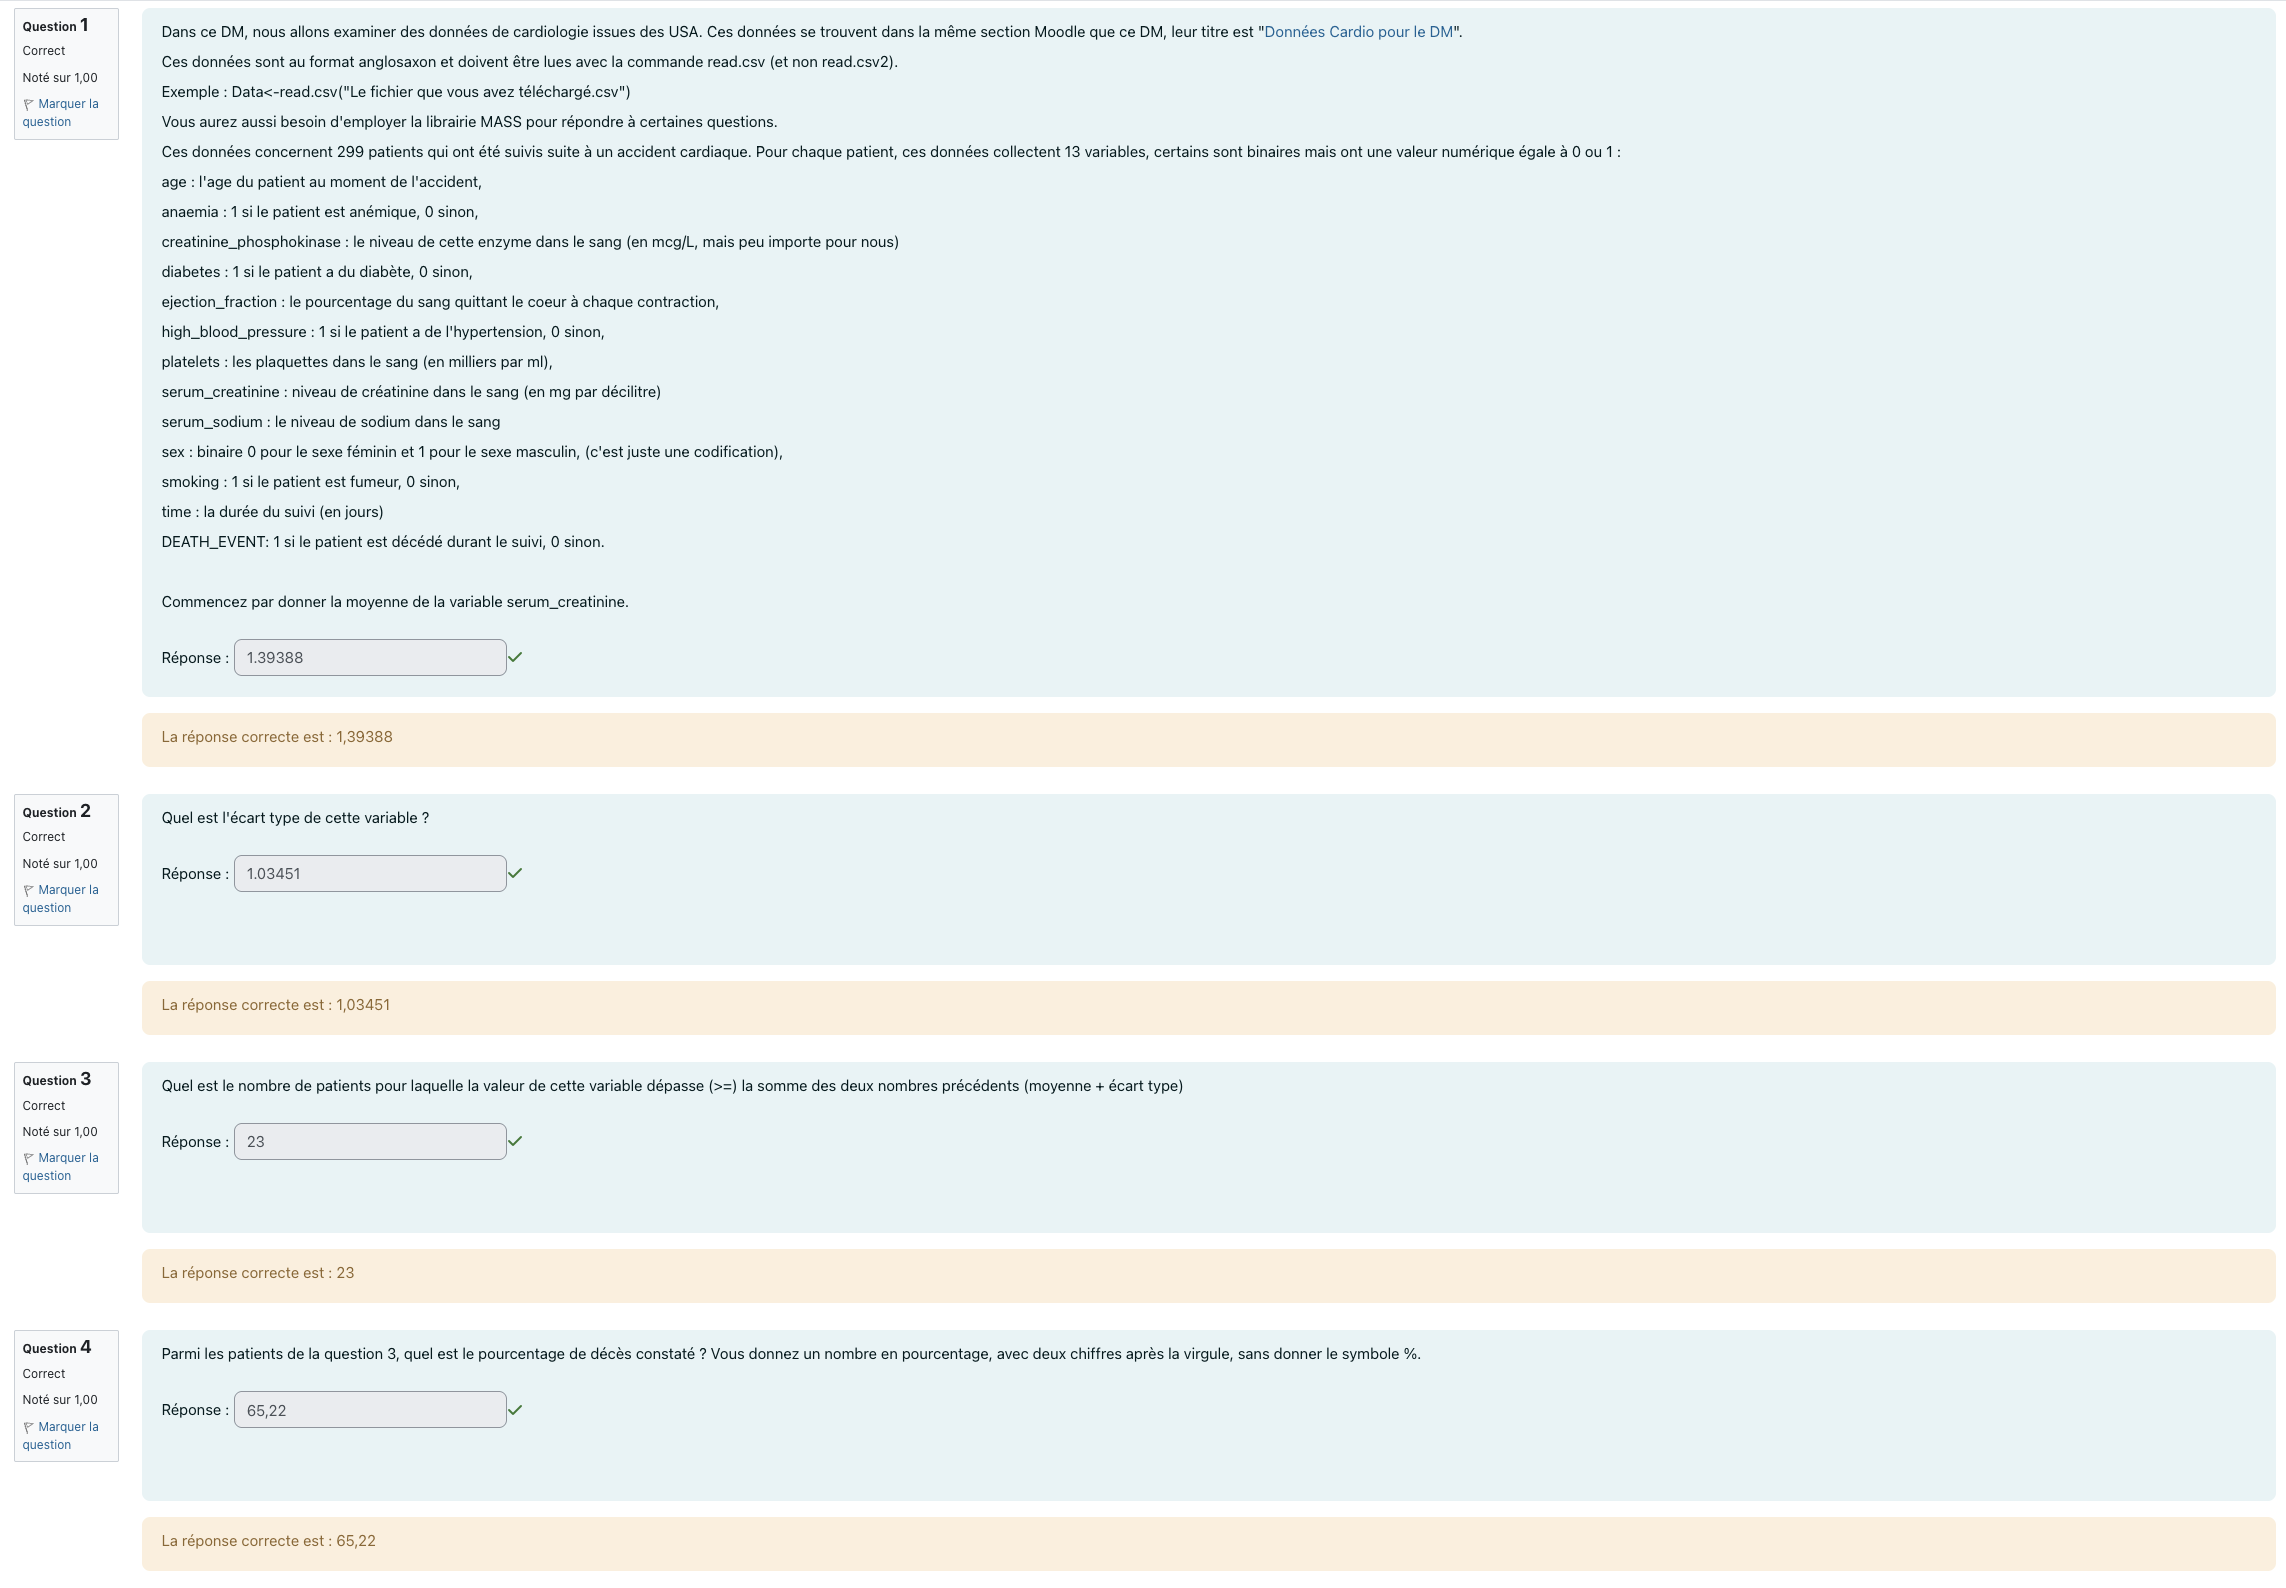 Question 1
Correct
Noté sur 1,00
Marquer la
question
Dans ce DM, nous allons examiner des données de cardiologie issues des USA. Ces données se trouvent dans la même section Moodle que ce DM, leur titre est "Données Cardio pour le DM".
Ces données sont au format anglosaxon et doivent être lues avec la commande read.csv (et non read.csv2).
Exemple : Data<-read.csv("Le fichier que vous avez téléchargé.csv")
Vous aurez aussi besoin d'employer la librairie MASS pour répondre à certaines questions.
Ces données concernent 299 patients qui ont été suivis suite à un accident cardiaque. Pour chaque patient, ces données collectent 13 variables, certains sont binaires mais ont une valeur numérique égale à 0 ou 1 :
age : l'age du patient au moment de l'accident,
anaemia : 1 si le patient est anémique, 0 sinon,
creatinine_phosphokinase : le niveau de cette enzyme dans le sang (en mcg/L, mais peu importe pour nous)
diabetes : 1 si le patient a du diabète, 0 sinon,
ejection_fraction : le pourcentage du sang quittant le coeur à chaque contraction,
high_blood_pressure : 1 si le patient a de l'hypertension, 0 sinon,
platelets : les plaquettes dans le sang (en milliers par ml),
serum_creatinine : niveau de créatinine dans le sang (en mg par décilitre)
serum_sodium : le niveau de sodium dans le sang
sex : binaire 0 pour le sexe féminin et 1 pour le sexe masculin, (c'est juste une codification),
smoking : 1 si le patient est fumeur, 0 sinon,
time : la durée du suivi (en jours)
DEATH_EVENT: 1 si le patient est décédé durant le suivi, 0 sinon.
Commencez par donner la moyenne de la variable serum_creatinine.
Réponse : 1.39388
La réponse correcte est : 1,39388
Question 2
Correct
Noté sur 1,00
Marquer la
question
Quel est l'écart type de cette variable ?
Réponse : 1.03451
La réponse correcte est : 1,03451
Question 3
Correct
Noté sur 1,00
Marquer la
question
Quel est le nombre de patients pour laquelle la valeur de cette variable dépasse (>=) la somme des deux nombres précédents (moyenne + écart type)
Réponse : 23
La réponse correcte est : 23
Question 4
Correct
Noté sur 1,00
Marquer la
question
Parmi les patients de la question 3, quel est le pourcentage de décès constaté ? Vous donnez un nombre en pourcentage, avec deux chiffres après la virgule, sans donner le symbole %.
Réponse : 65,22
La réponse correcte est : 65,22